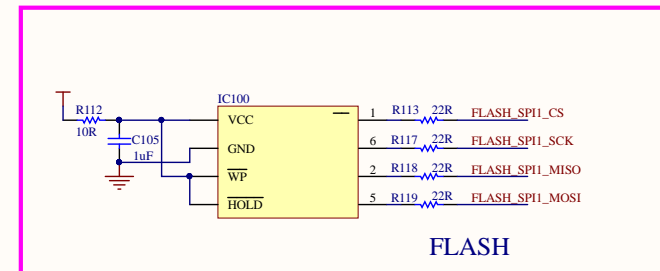 IC100
R112
10R
C105
1uF
VCC
GND
WP
HOLD
1 R113 22R FLASH_SPI1_CS
6 R117 22R FLASH_SPI1_SCK
2 R118 22R FLASH_SPI1_MISO
5 R119 22R FLASH_SPI1_MOSI
FLASH